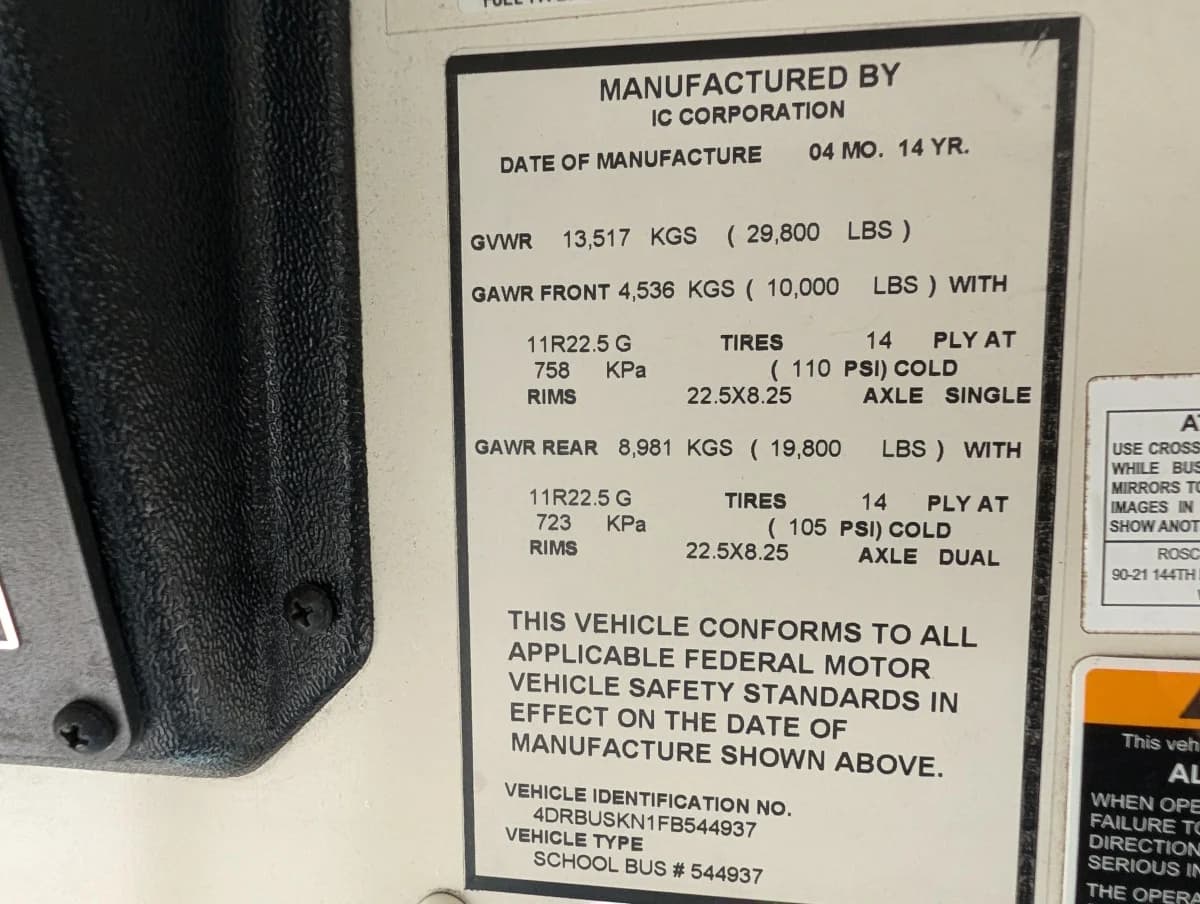 MANUFACTURED BY
IC CORPORATION
DATE OF MANUFACTURE 04 MO. 14 YR.
GVWR 13,517 KGS ( 29,800 LBS )
GAWR FRONT 4,536 KGS ( 10,000 LBS ) WITH
11R22.5 G TIRES 14 PLY AT
758 KPa ( 110 PSI) COLD
RIMS 22.5X8.25 AXLE SINGLE
GAWR REAR 8,981 KGS ( 19,800 LBS ) WITH
11R22.5 G TIRES 14 PLY AT
723 KPa ( 105 PSI) COLD
RIMS 22.5X8.25 AXLE DUAL
THIS VEHICLE CONFORMS TO ALL
APPLICABLE FEDERAL MOTOR
VEHICLE SAFETY STANDARDS IN
EFFECT ON THE DATE OF
MANUFACTURE SHOWN ABOVE.
VEHICLE IDENTIFICATION NO.
4DRBUSKN1FB544937
VEHICLE TYPE
SCHOOL BUS # 544937
USE CROSS
WHILE BUS
MIRRORS TO
IMAGES IN
SHOW ANOT
ROSC
90-21 144TH
This veh
AL
WHEN OPE
FAILURE TO
DIRECTION
SERIOUS IN
THE OPERA